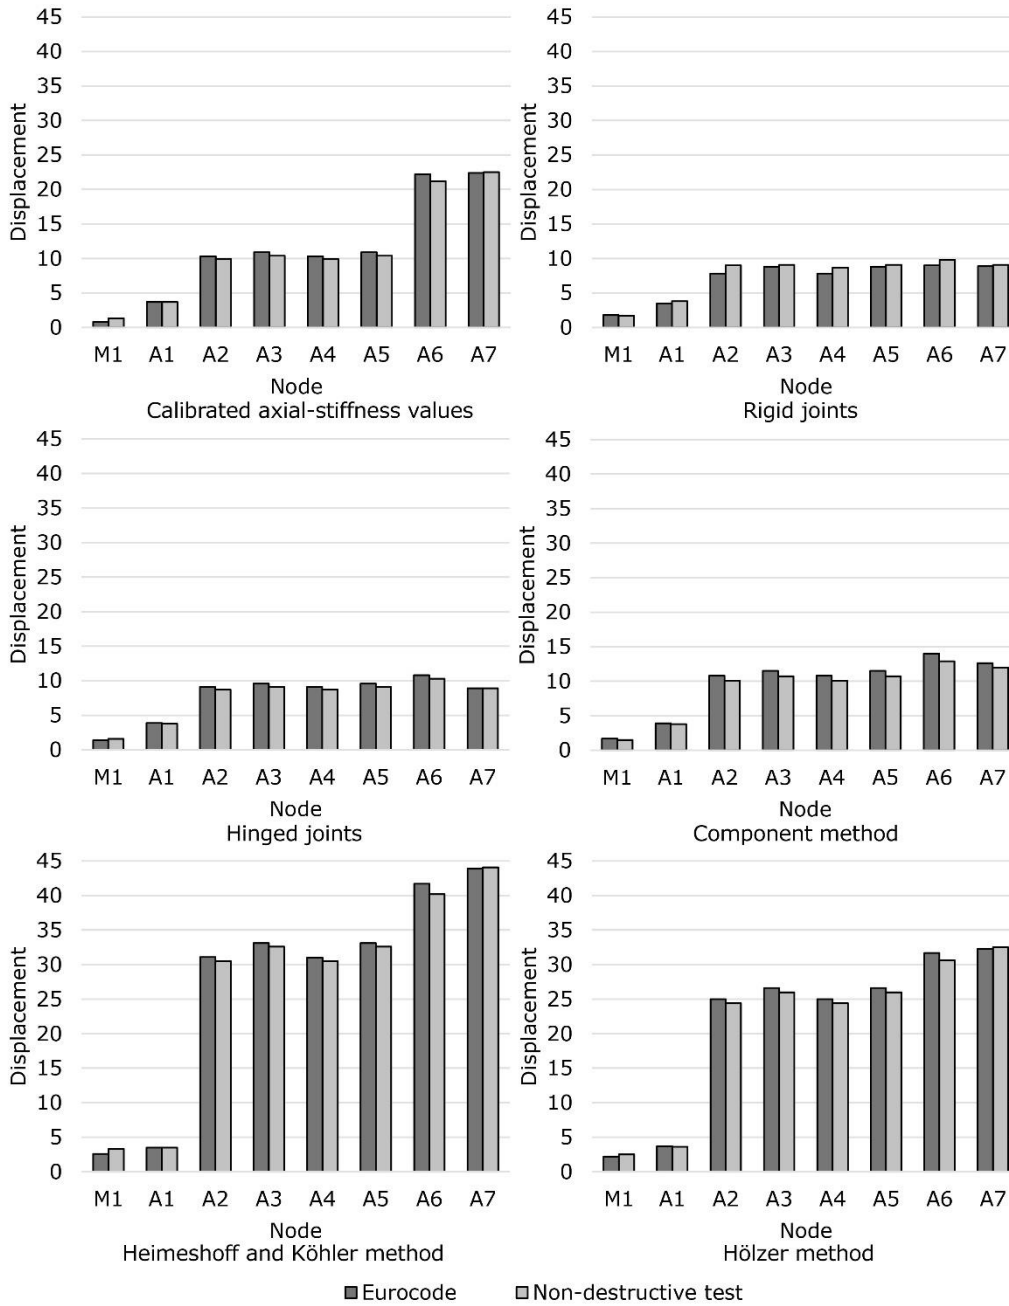 45
40
35
30
25
20
15
10
5
0
Displacement
M1 A1 A2 A3 A4 A5 A6 A7
Node
Calibrated axial-stiffness values
45
40
35
30
25
20
15
10
5
0
Displacement
M1 A1 A2 A3 A4 A5 A6 A7
Node
Rigid joints
45
40
35
30
25
20
15
10
5
0
Displacement
M1 A1 A2 A3 A4 A5 A6 A7
Node
Hinged joints
45
40
35
30
25
20
15
10
5
0
Displacement
M1 A1 A2 A3 A4 A5 A6 A7
Node
Component method
45
40
35
30
25
20
15
10
5
0
Displacement
M1 A1 A2 A3 A4 A5 A6 A7
Node
Heimeshoff and Köhler method
45
40
35
30
25
20
15
10
5
0
Displacement
M1 A1 A2 A3 A4 A5 A6 A7
Node
Hölzer method
Eurocode Non-destructive test